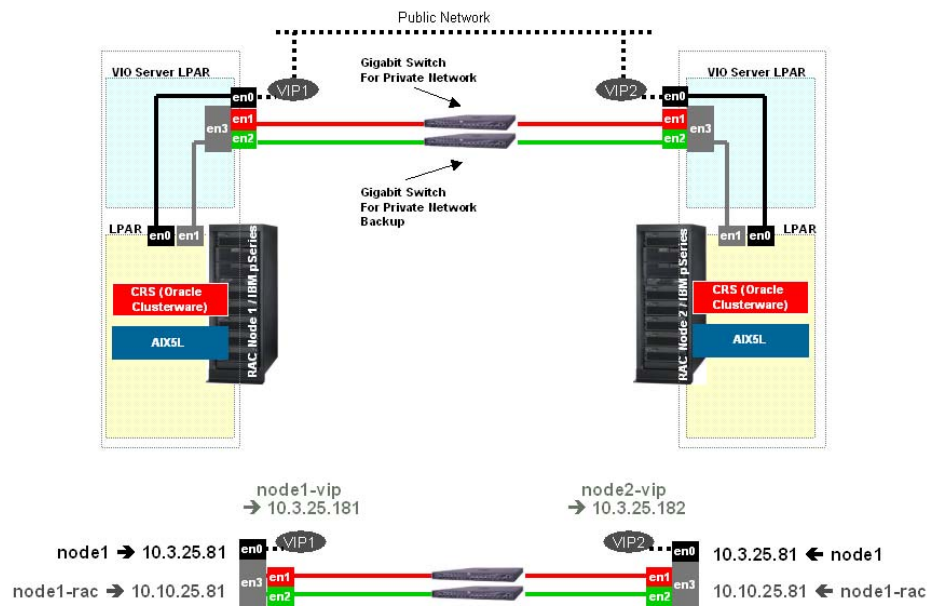 Public Network
VIO Server LPAR
Gigabit Switch
For Private Network
VIO Server LPAR
en0
VIP1
VIP2
en0
en3
en1
en2
en1
en2
en3
Gigabit Switch
For Private Network
Backup
LPAR
en0
en1
en1
en0
LPAR
RAC Node 1 / IBM pSeries
RAC Node 2 / IBM pSeries
CRS (Oracle
Clusterware)
AIX5L
CRS (Oracle
Clusterware)
AIX5L
node1-vip
→ 10.3.25.181
node2-vip
→ 10.3.25.182
node1 → 10.3.25.81
en0
VIP1
VIP2
en0
10.3.25.81 ← node1
node1-rac → 10.10.25.81
en3
en1
en2
en1
en2
en3
10.10.25.81 ← node1-rac